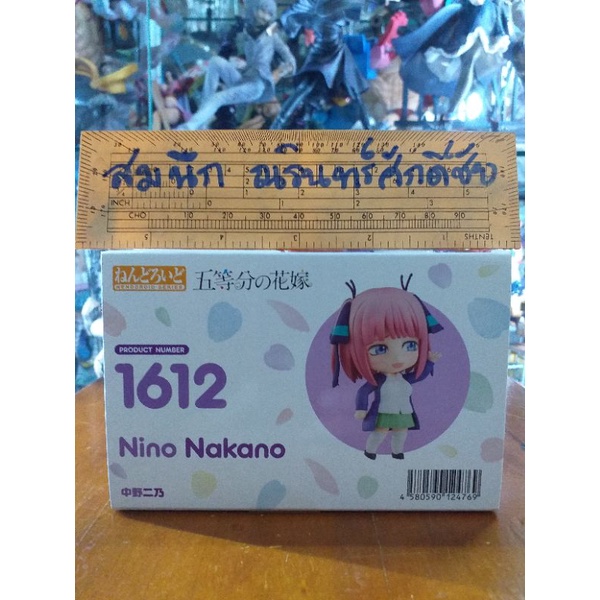 สมนึก ณรินทร์ศักดิ์ชัย
INCH
CHO
TENTHS
ねんどろいど
NENDOROID SERIES
五等分の花嫁
PRODUCT NUMBER
1612
Nino Nakano
中野二乃
4 580590 124769